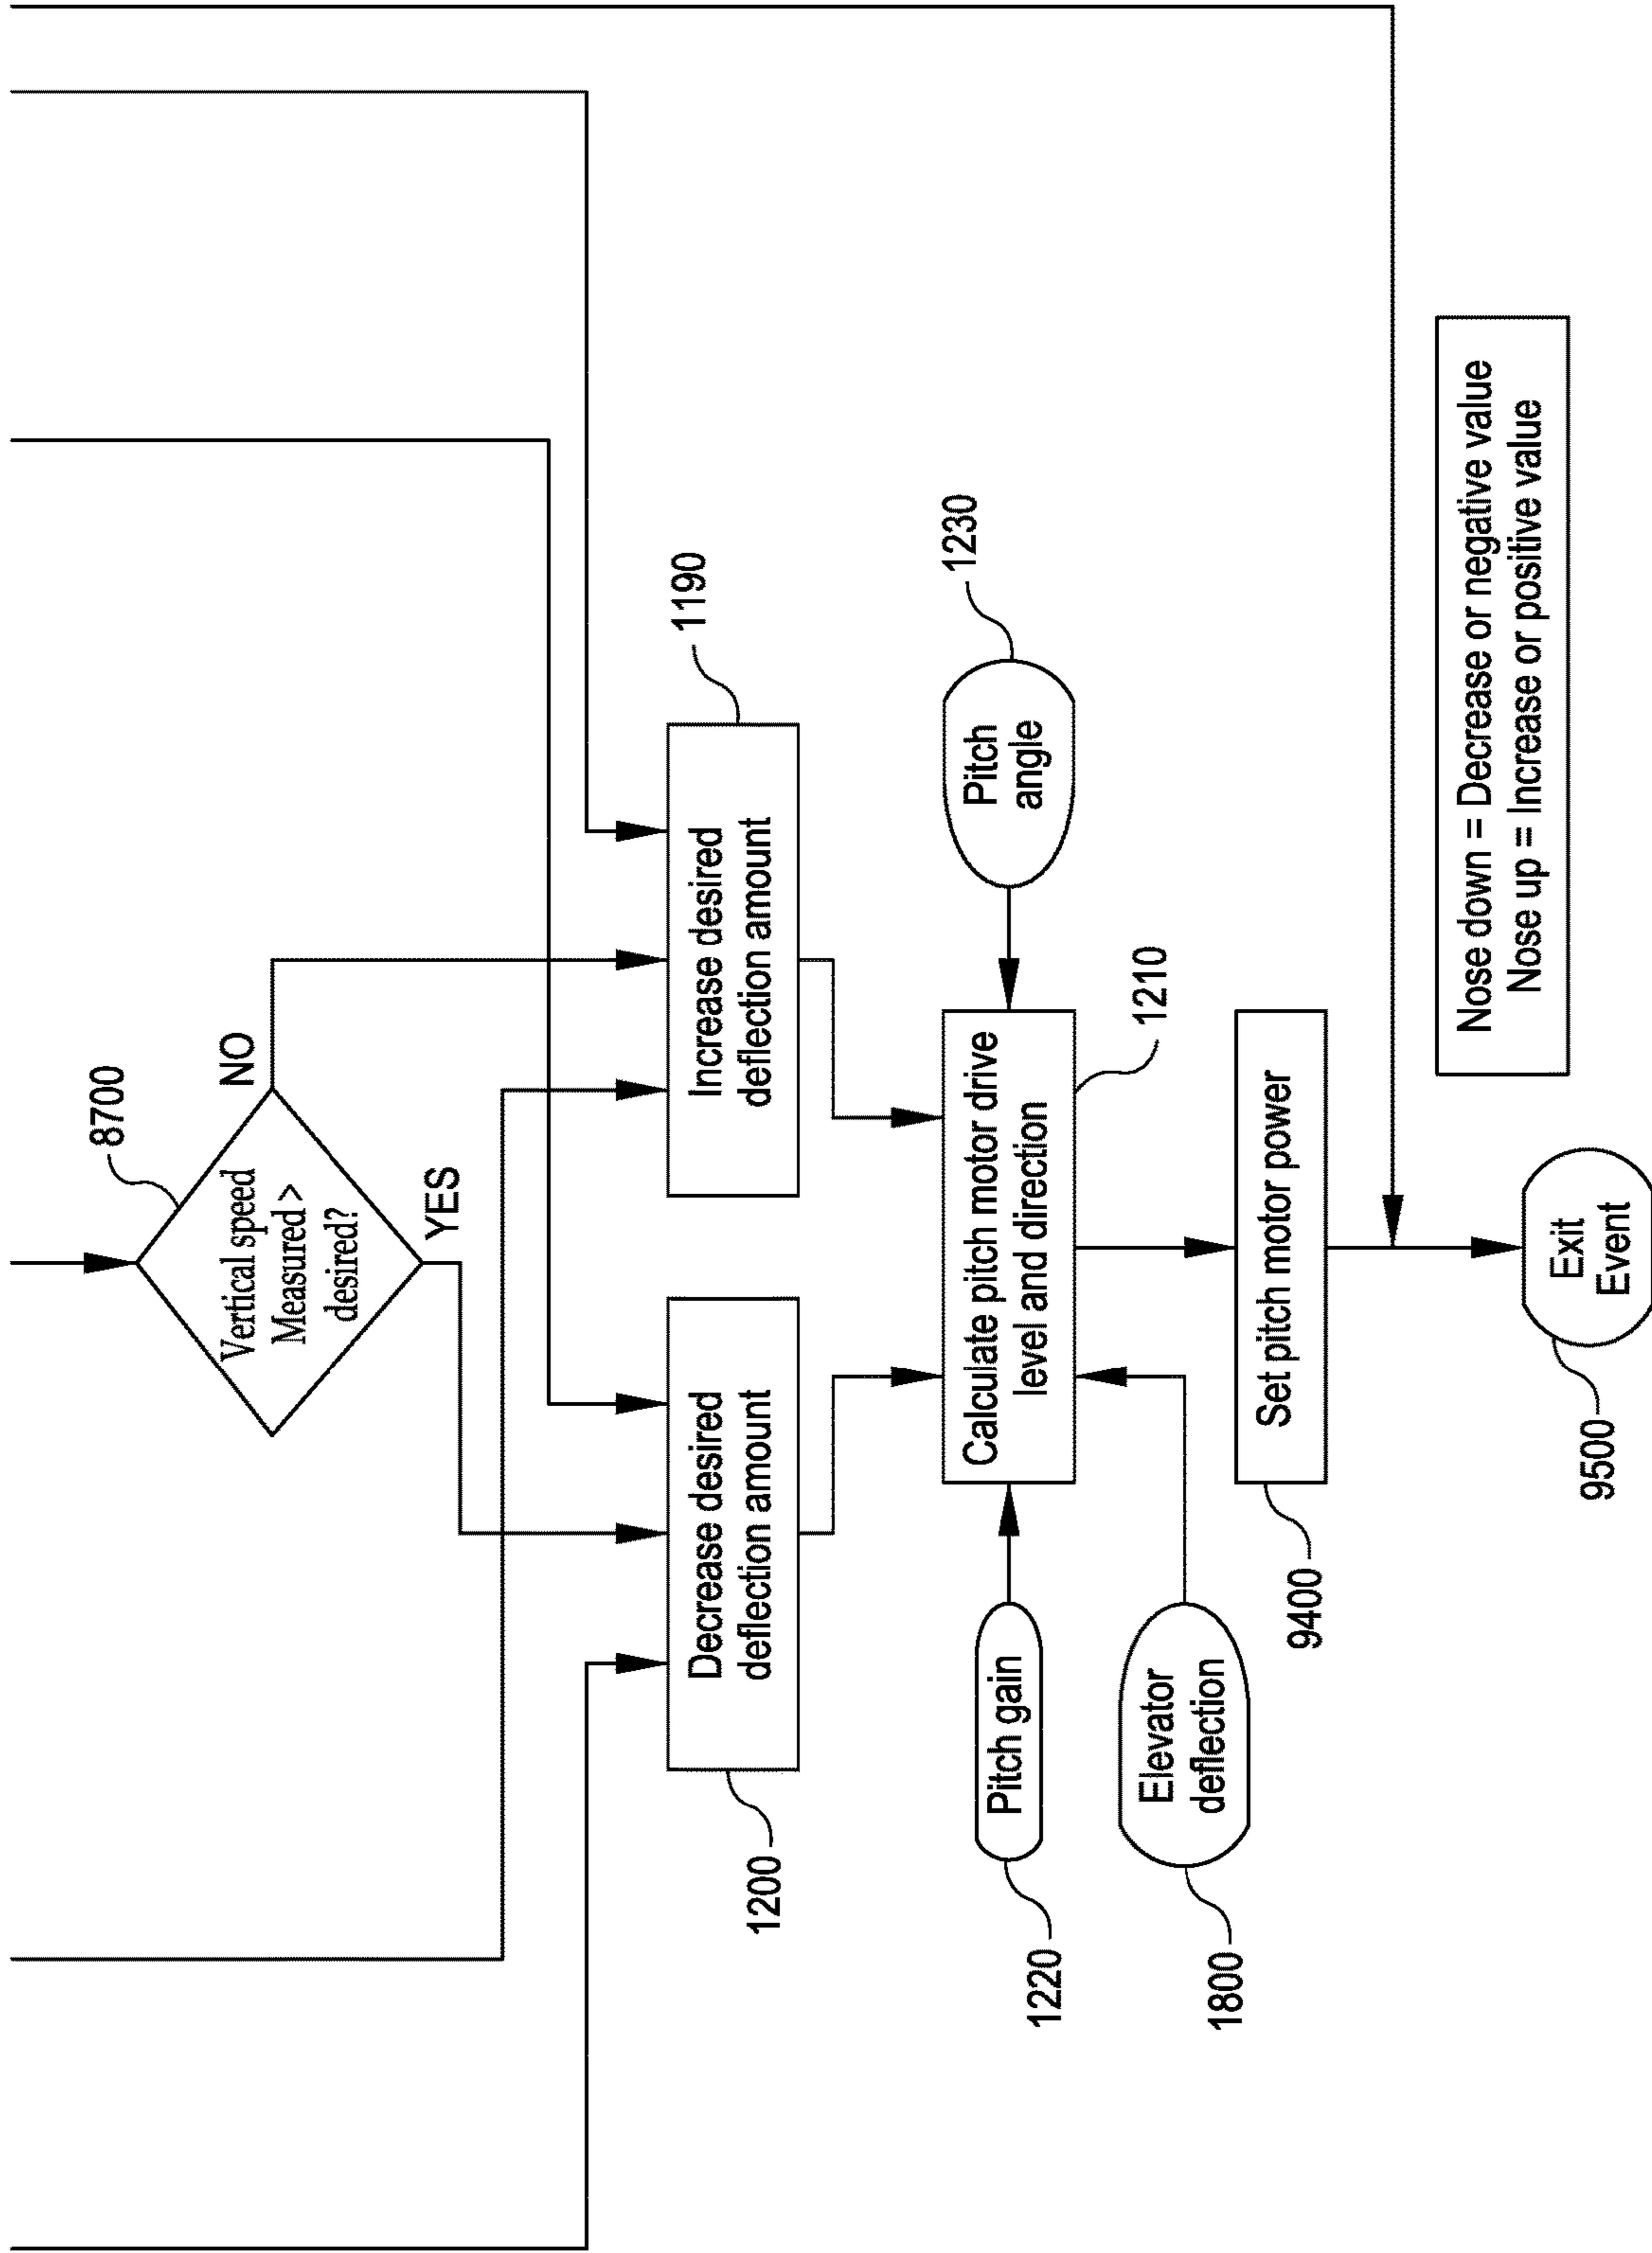 8700
Vertical speed
Measured >
desired?
NO
YES
1200
Decrease desired
deflection amount
Increase desired
deflection amount
1190
1220
Pitch gain
Calculate pitch motor drive
level and direction
1210
Pitch
angle
1230
1800
Elevator
deflection
9400
Set pitch motor power
9500
Exit
Event
Nose down = Decrease or negative value
Nose up = Increase or positive value